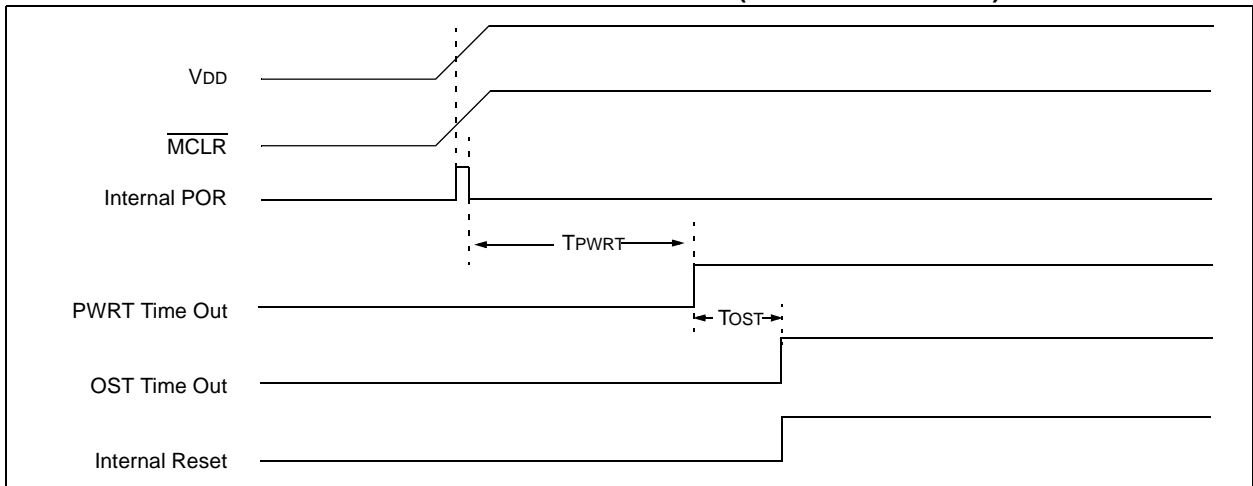 VDD
MCLR
Internal POR
TPWRT
PWRT Time Out
TOST
OST Time Out
Internal Reset